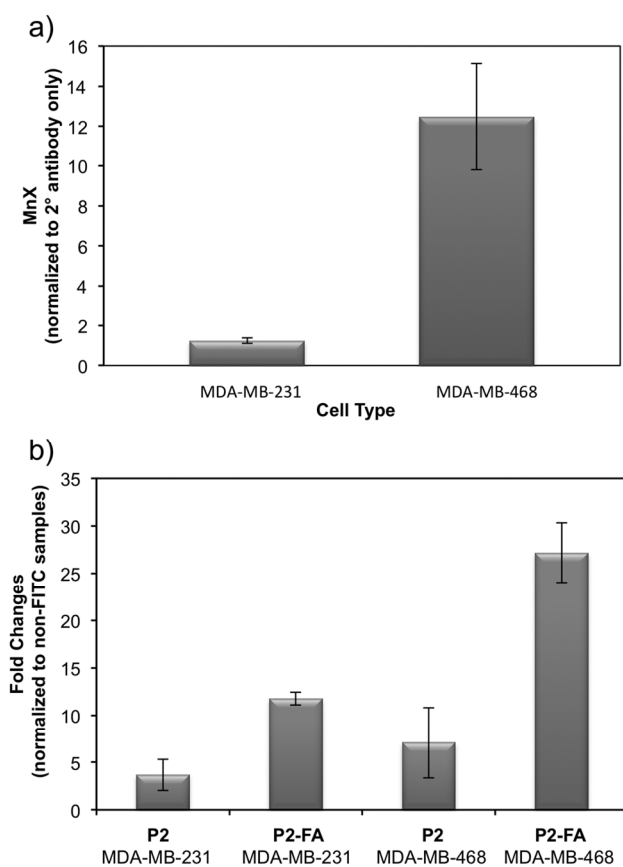 a)
16
14
12
10
8
6
4
2
0
MnX
(normalized to 2° antibody only)
MDA-MB-231 MDA-MB-468
Cell Type
b)
35
30
25
20
15
10
5
0
Fold Changes
(normalized to non-FITC samples)
P2 P2-FA P2 P2-FA
MDA-MB-231 MDA-MB-231 MDA-MB-468 MDA-MB-468